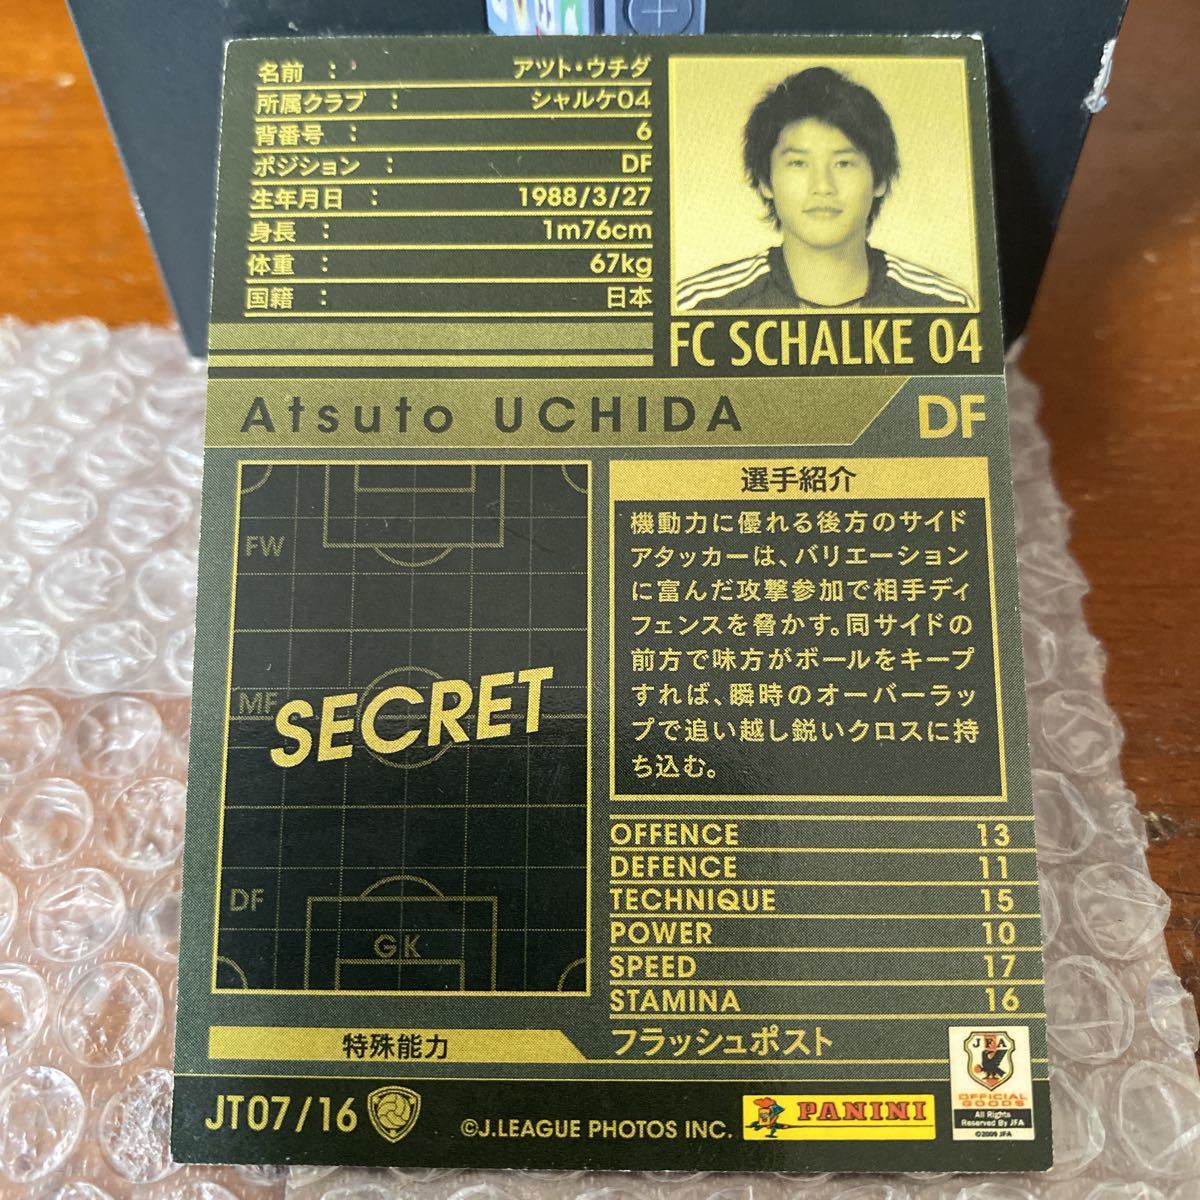 名前 : アツト・ウチダ
所属クラブ : シャルケ04
背番号 : 6
ポジション : DF
生年月日 : 1988/3/27
身長 : 1m76cm
体重 : 67kg
国籍 : 日本
FC SCHALKE 04
Atsuto UCHIDA
DF
FW
MF
SECRET
DF
GK
選手紹介
機動力に優れる後方のサイド
アタッカーは、バリエーション
に富んだ攻撃参加で相手ディ
フェンスを脅かす。同サイドの
前方で味方がボールをキープ
すれば、瞬時のオーバーラッ
プで追い越し鋭いクロスに持
ち込む。
OFFENCE 13
DEFENCE 11
TECHNIQUE 15
POWER 10
SPEED 17
STAMINA 16
特殊能力
フラッシュポスト
JT07/16
©J.LEAGUE PHOTOS INC.
PANINI
JFA
OFFICIAL
GOODS
All Rights
Reserved By JFA
©2009 JFA